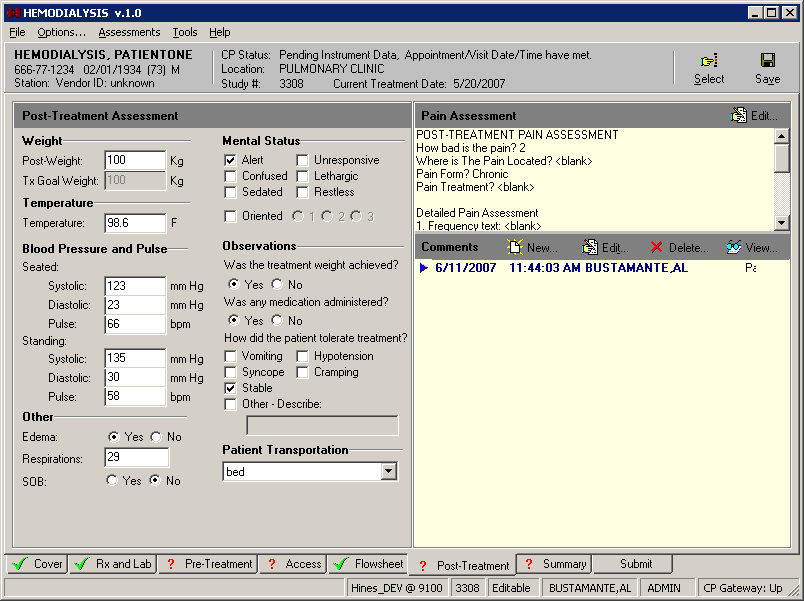 HEMODIALYSIS v.1.0
File Options... Assessments Tools Help
HEMODIALYSIS, PATIENTONE
666-77-1234 02/01/1934 (73) M
Station: Vendor ID: unknown
CP Status: Pending Instrument Data, Appointment/Visit Date/Time have met.
Location: PULMONARY CLINIC
Study #: 3308 Current Treatment Date: 5/20/2007
Select Save
Post-Treatment Assessment
Weight
Post-Weight: 100 Kg
Tx Goal Weight: 100 Kg
Temperature
Temperature: 98.6 F
Blood Pressure and Pulse
Seated:
Systolic: 123 mm Hg
Diastolic: 23 mm Hg
Pulse: 66 bpm
Standing:
Systolic: 135 mm Hg
Diastolic: 30 mm Hg
Pulse: 58 bpm
Other
Edema: Yes No
Respirations: 29
SOB: Yes No
Mental Status
Alert Unresponsive
Confused Lethargic
Sedated Restless
Oriented 1 2 3
Observations
Was the treatment weight achieved?
Yes No
Was any medication administered?
Yes No
How did the patient tolerate treatment?
Vomiting Hypotension
Syncope Cramping
Stable
Other - Describe:
Patient Transportation
bed
Pain Assessment Edit...
POST-TREATMENT PAIN ASSESSMENT
How bad is the pain? 2
Where is The Pain Located? <blank>
Pain Form? Chronic
Pain Treatment? <blank>
Detailed Pain Assessment
1. Frequency text: <blank>
Comments New... Edit... Delete... View...
6/11/2007 11:44:03 AM BUSTAMANTE,AL Pa
Cover Rx and Lab ? Pre-Treatment ? Access Flowsheet ? Post-Treatment ? Summary Submit
Hines_DEV @ 9100 3308 Editable BUSTAMANTE,AL ADMIN CP Gateway: Up